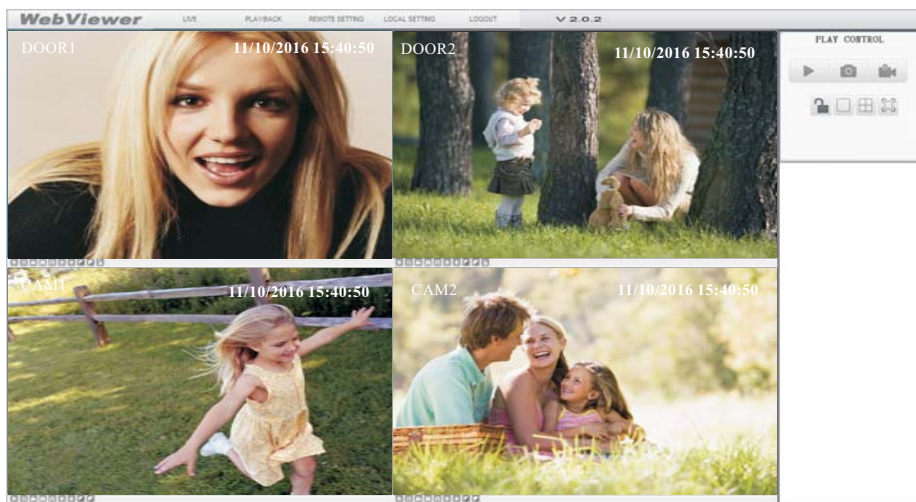 WebViewer LIVE PLAYBACK REMOTE SETTING LOCAL SETTING LOGOUT V 2.0.2
DOOR1 11/10/2016 15:40:50
DOOR2 11/10/2016 15:40:50
PLAY CONTROL
CAM1 11/10/2016 15:40:50
CAM2 11/10/2016 15:40:50